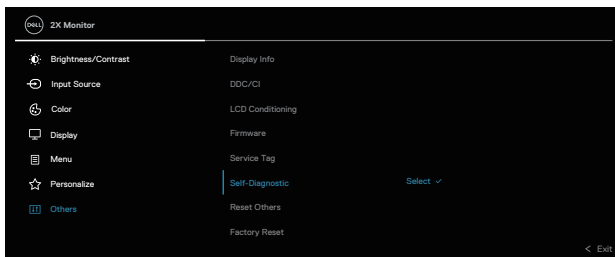 DELL 2X Monitor
Brightness/Contrast
Input Source
Color
Display
Menu
Personalize
Others
Display Info
DDC/CI
LCD Conditioning
Firmware
Service Tag
Self-Diagnostic Select
Reset Others
Factory Reset
Exit